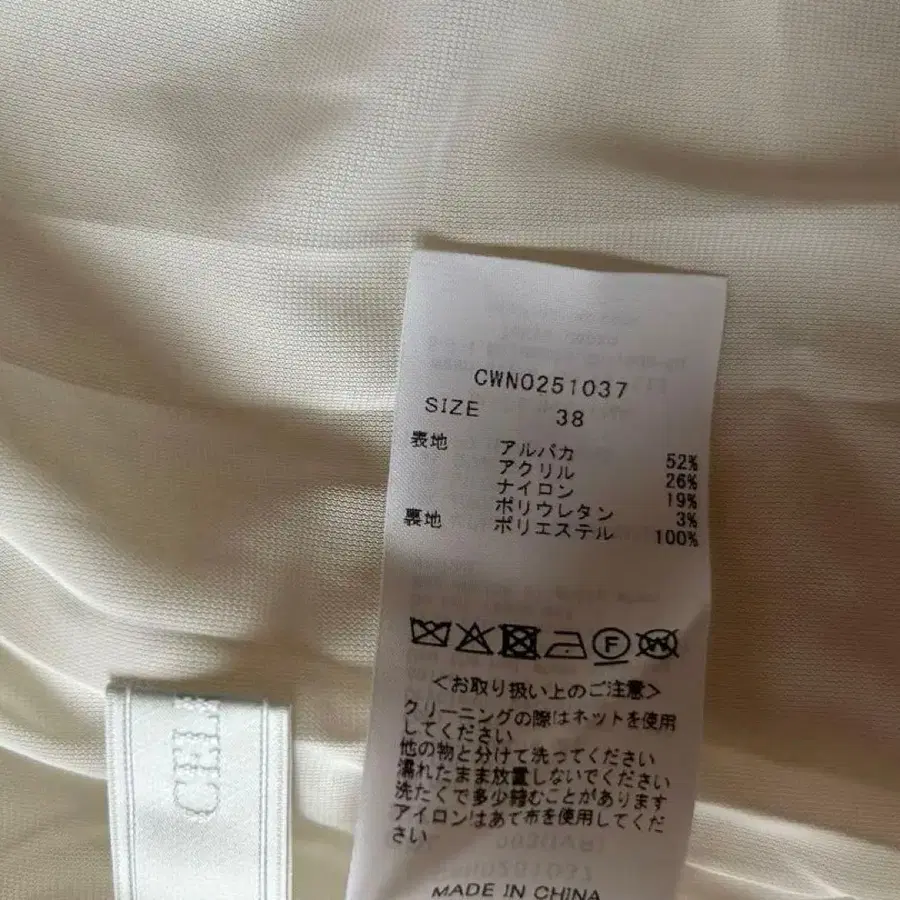 CWN0251037
SIZE 38
表地 アルパカ 52%
アクリル 26%
ナイロン 19%
ポリウレタン 3%
裏地 ポリエステル 100%
F
W
<お取り扱い上のご注意>
クリーニングの際はネットを使用
してください
他の物と分けて洗ってください
濡れたまま放置しないでください
洗たくで多少縮むことがあります
アイロンはあて布を使用してくだ
さい
MADE IN CHINA